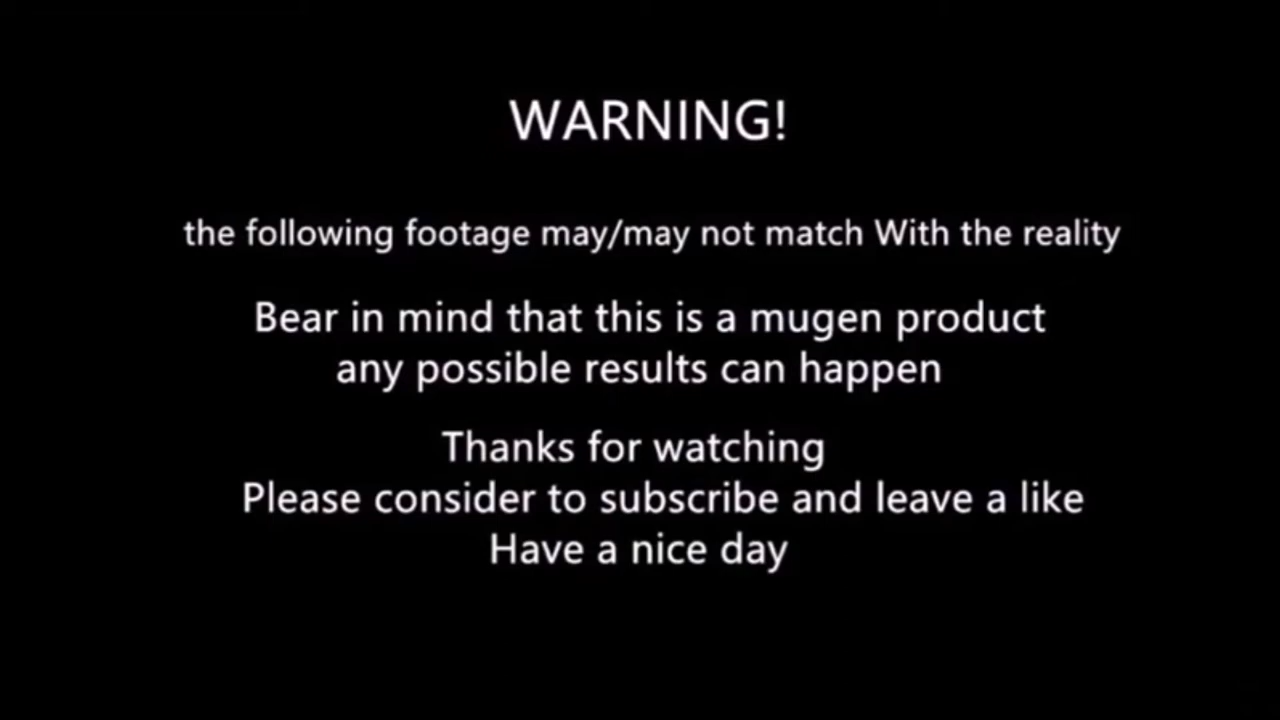 WARNING!
the following footage may/may not match With the reality
Bear in mind that this is a mugen product
any possible results can happen
Thanks for watching
Please consider to subscribe and leave a like
Have a nice day